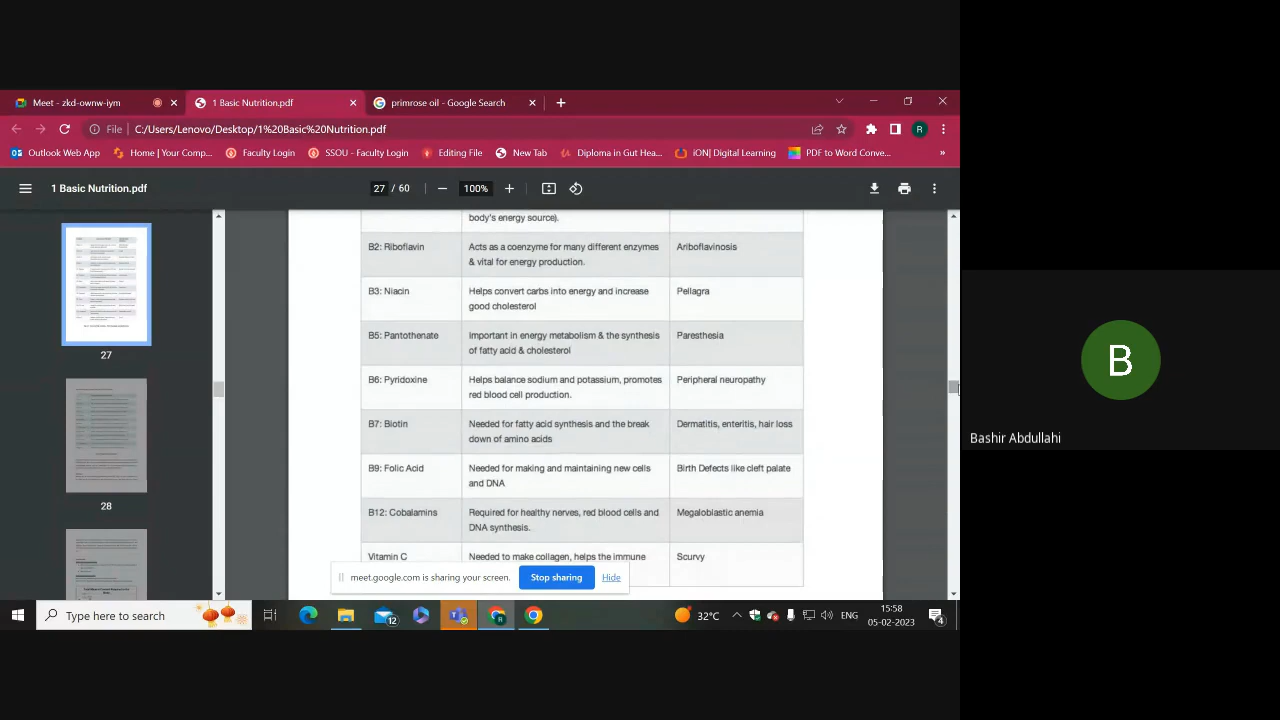 Meet - zkd-ownw-iym
1 Basic Nutrition.pdf
primrose oil - Google Search
File
C:/Users/Lenovo/Desktop/1%20Basic%20Nutrition.pdf
R
Outlook Web App
Home | Your Comp...
Faculty Login
SSOU - Faculty Login
Editing File
New Tab
Diploma in Gut Hea...
iON| Digital Learning
PDF to Word Conve...
»
1 Basic Nutrition.pdf
27 / 60
100%
27
28
body's energy source).
B2: Riboflavin
Acts as a coenzyme for many different enzymes
& vital for energy production.
Ariboflavinosis
B3: Niacin
Helps convert carbs into energy and increase
good cholesterol
Pellagra
B5: Pantothenate
Important in energy metabolism & the synthesis
of fatty acid & cholesterol
Paresthesia
B6: Pyridoxine
Helps balance sodium and potassium, promotes
red blood cell production.
Peripheral neuropathy
B7: Biotin
Needed for fatty acid synthesis and the break
down of amino acids
Dermatitis, enteritis, hair loss
B9: Folic Acid
Needed for making and maintaining new cells
and DNA
Birth Defects like cleft palate
B12: Cobalamins
Required for healthy nerves, red blood cells and
DNA synthesis.
Megaloblastic anemia
Vitamin C
Needed to make collagen, helps the immune
Scurvy
meet.google.com is sharing your screen.
Stop sharing
Hide
Type here to search
12
32°C
ENG
15:58
05-02-2023
4
B
Bashir Abdullahi